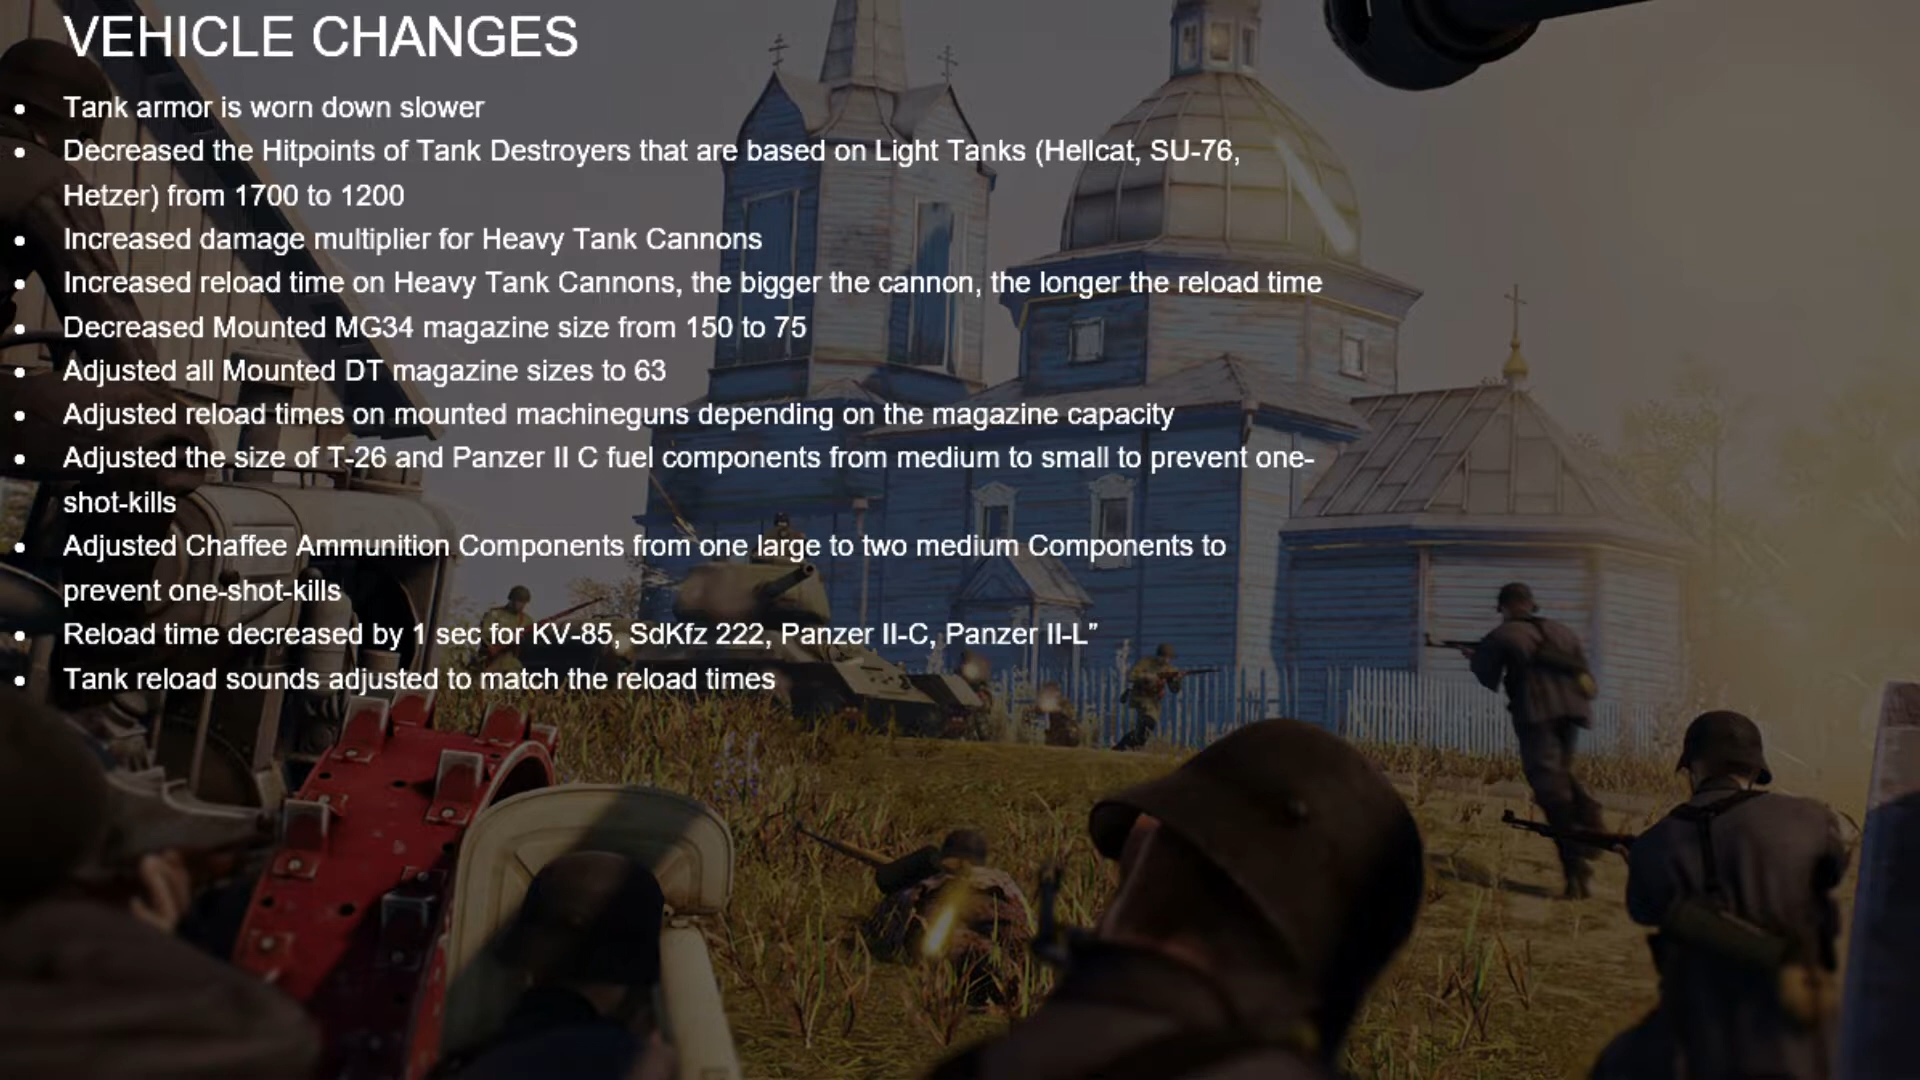 VEHICLE CHANGES
• Tank armor is worn down slower
• Decreased the Hitpoints of Tank Destroyers that are based on Light Tanks (Hellcat, SU-76,
Hetzer) from 1700 to 1200
• Increased damage multiplier for Heavy Tank Cannons
• Increased reload time on Heavy Tank Cannons, the bigger the cannon, the longer the reload time
• Decreased Mounted MG34 magazine size from 150 to 75
• Adjusted all Mounted DT magazine sizes to 63
• Adjusted reload times on mounted machineguns depending on the magazine capacity
• Adjusted the size of T-26 and Panzer II C fuel components from medium to small to prevent one-
shot-kills
• Adjusted Chaffee Ammunition Components from one large to two medium Components to
prevent one-shot-kills
• Reload time decreased by 1 sec for KV-85, SdKfz 222, Panzer II-C, Panzer II-L”
• Tank reload sounds adjusted to match the reload times